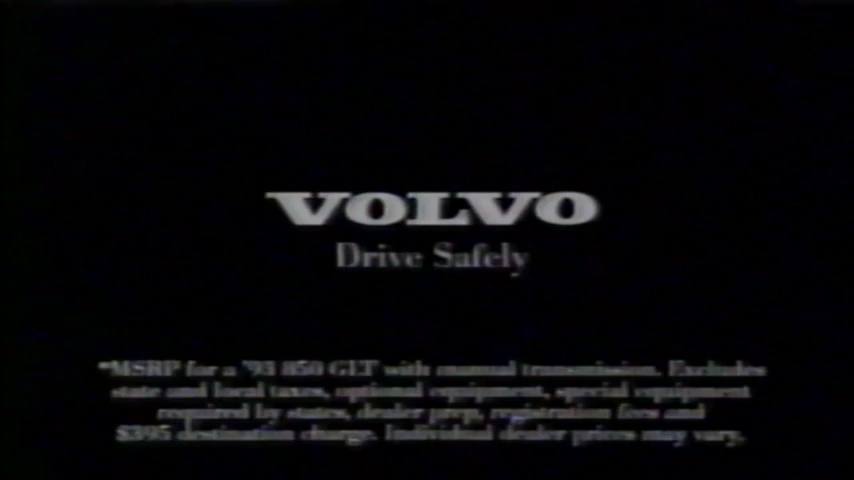 VOLVO
Drive Safely
*MSRP for a '93 850 GLT with manual transmission. Excludes
state and local taxes, optional equipment, special equipment
required by states, dealer prep, registration fees and
$395 destination charge. Individual dealer prices may vary.